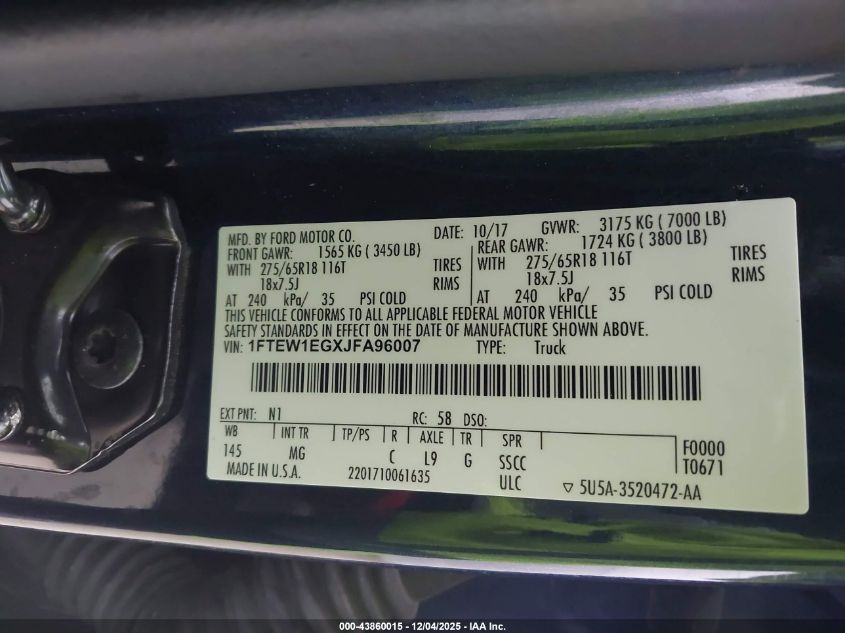 MFD. BY FORD MOTOR CO. DATE: 10/17 GVWR: 3175 KG ( 7000 LB)
FRONT GAWR: 1565 KG ( 3450 LB) REAR GAWR: 1724 KG ( 3800 LB)
WITH 275/65R18 116T TIRES WITH 275/65R18 116T TIRES
18x7.5J RIMS 18x7.5J RIMS
AT 240 kPa/ 35 PSI COLD AT 240 kPa/ 35 PSI COLD
THIS VEHICLE CONFORMS TO ALL APPLICABLE FEDERAL MOTOR VEHICLE
SAFETY STANDARDS IN EFFECT ON THE DATE OF MANUFACTURE SHOWN ABOVE.
VIN: 1FTEW1EGXJFA96007 TYPE: Truck
EXT PNT: N1 RC: 58 DSO:
WB INT TR TP/PS R AXLE TR SPR F0000
145 MG C L9 G SSCC T0671
MADE IN U.S.A. 2201710061635 ULC ▽ 5U5A-3520472-AA
000-43860015 - 12/04/2025 - IAA Inc.